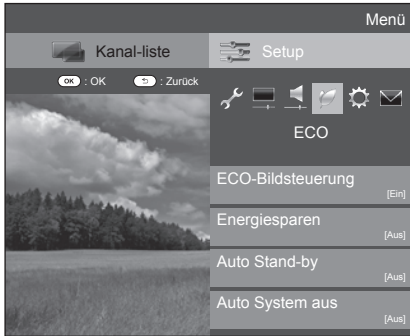 Menü
Kanal-liste
Setup
OK : OK : Zurück
ECO
ECO-Bildsteuerung
[Ein]
Energiesparen
[Aus]
Auto Stand-by
[Aus]
Auto System aus
[Aus]